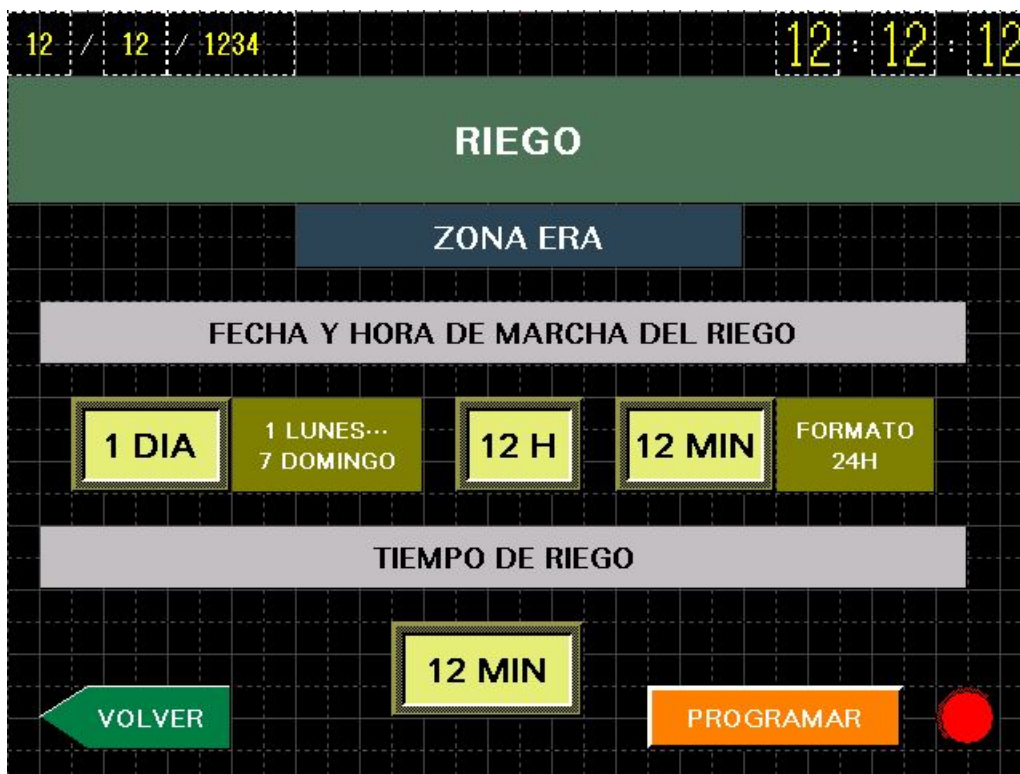 12 / 12 / 1234 12 : 12 : 12
RIEGO
ZONA ERA
FECHA Y HORA DE MARCHA DEL RIEGO
1 DIA 1 LUNES... 12 H 12 MIN FORMATO
7 DOMINGO 24H
TIEMPO DE RIEGO
12 MIN
VOLVER PROGRAMAR